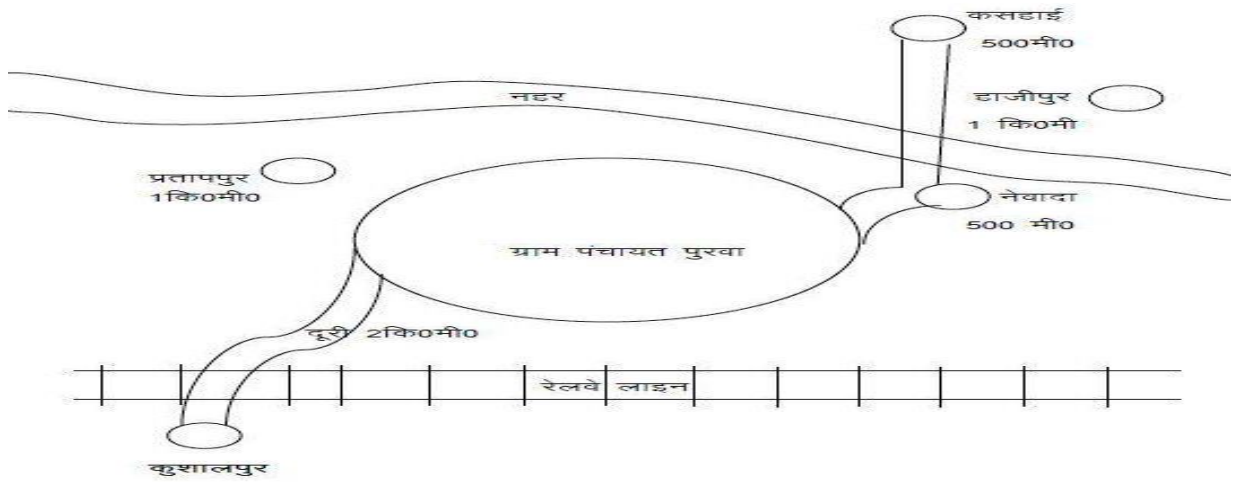 कसहाई
500मी0
नहर
हाजीपुर
1 कि0मी
प्रतापपुर
1कि0मी0
नेवादा
500 मी0
ग्राम पंचायत पुरवा
दूरी 2कि0मी0
रेलवे लाइन
कुशालपुर